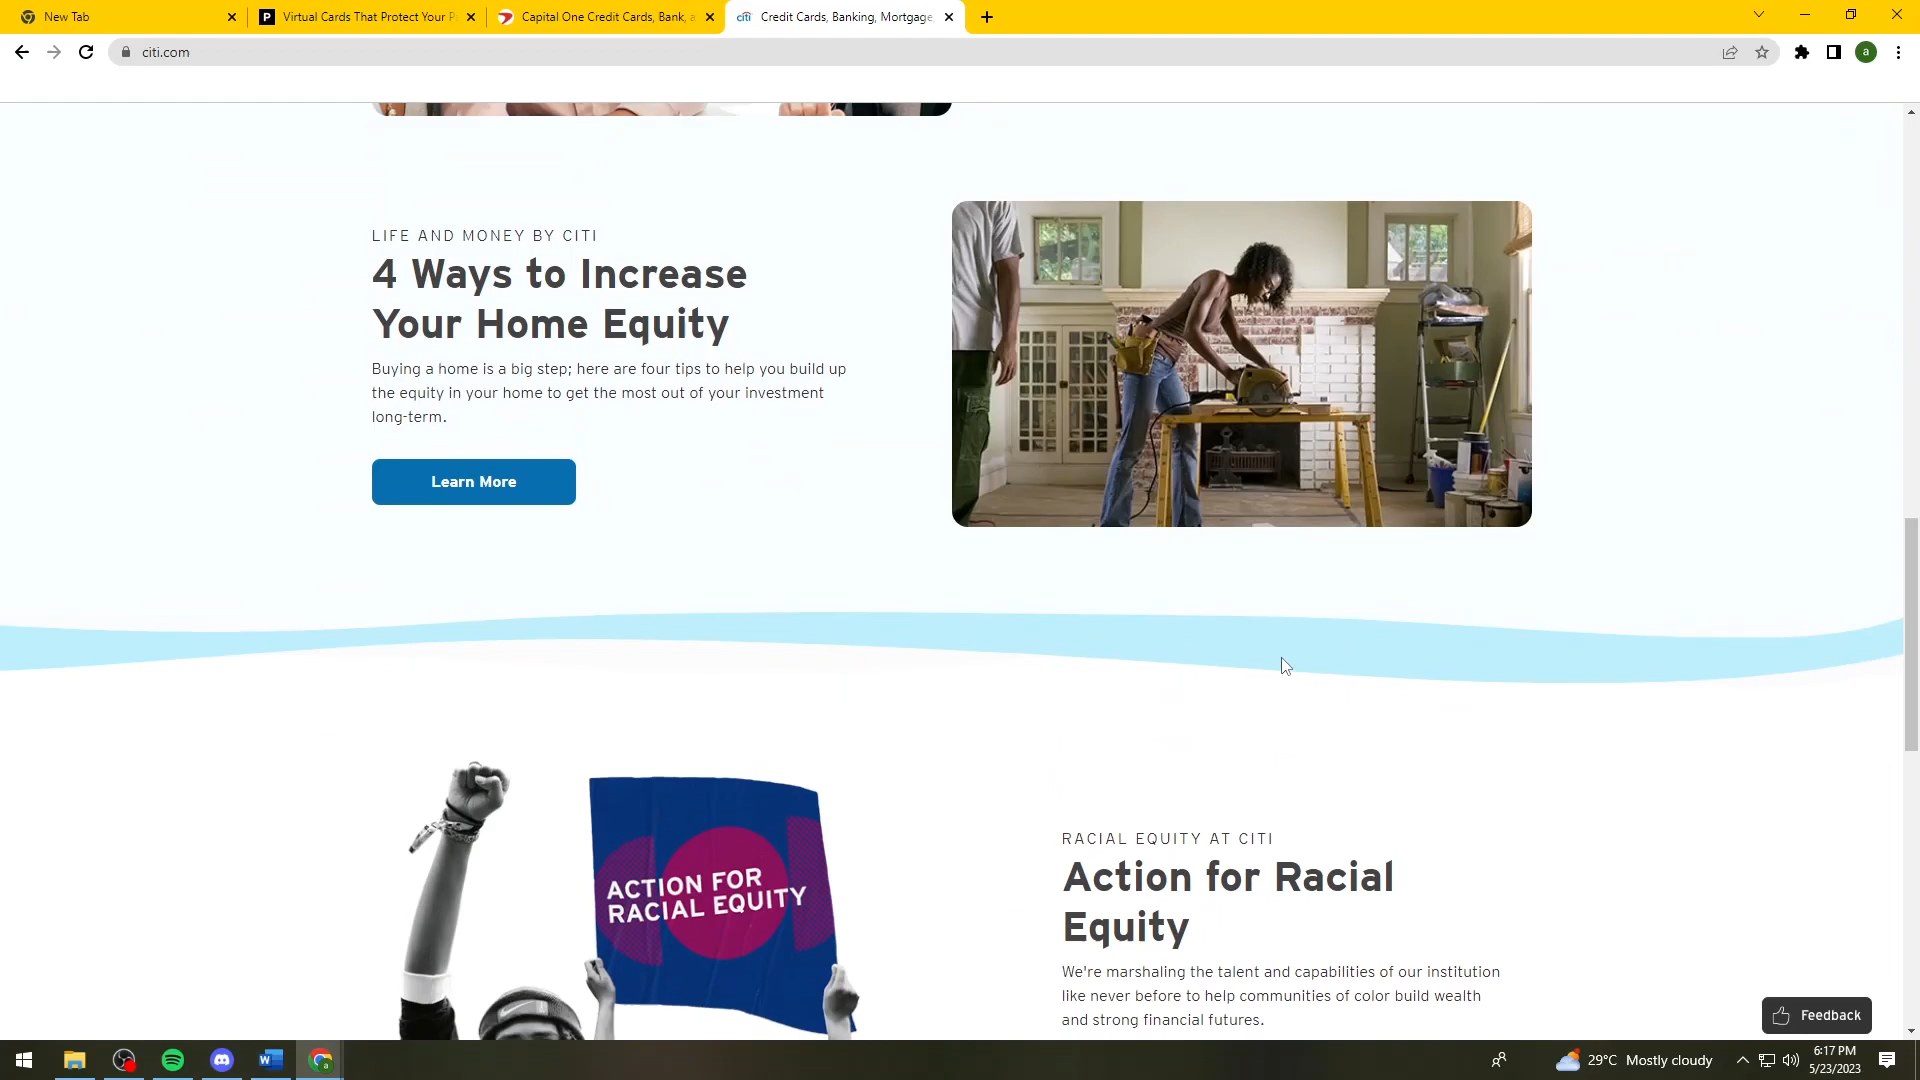 New Tab
Virtual Cards That Protect Your P
Capital One Credit Cards, Bank, a
citi
Credit Cards, Banking, Mortgage,
citi.com
a
LIFE AND MONEY BY CITI
4 Ways to Increase
Your Home Equity
Buying a home is a big step; here are four tips to help you build up
the equity in your home to get the most out of your investment
long-term.
Learn More
ACTION FOR
RACIAL EQUITY
RACIAL EQUITY AT CITI
Action for Racial
Equity
We're marshaling the talent and capabilities of our institution
like never before to help communities of color build wealth
and strong financial futures.
Feedback
29°C Mostly cloudy
6:17 PM
5/23/2023